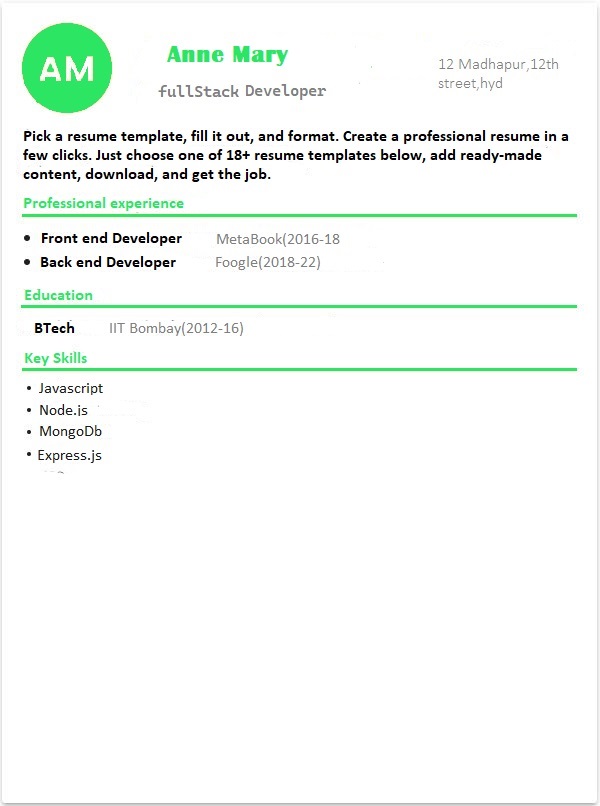 AM
Anne Mary
fullStack Developer
12 Madhapur,12th
street,hyd
Pick a resume template, fill it out, and format. Create a professional resume in a
few clicks. Just choose one of 18+ resume templates below, add ready-made
content, download, and get the job.
Professional experience
• Front end Developer MetaBook(2016-18
• Back end Developer Foogle(2018-22)
Education
BTech IIT Bombay(2012-16)
Key Skills
• Javascript
• Node.js
• MongoDb
• Express.js